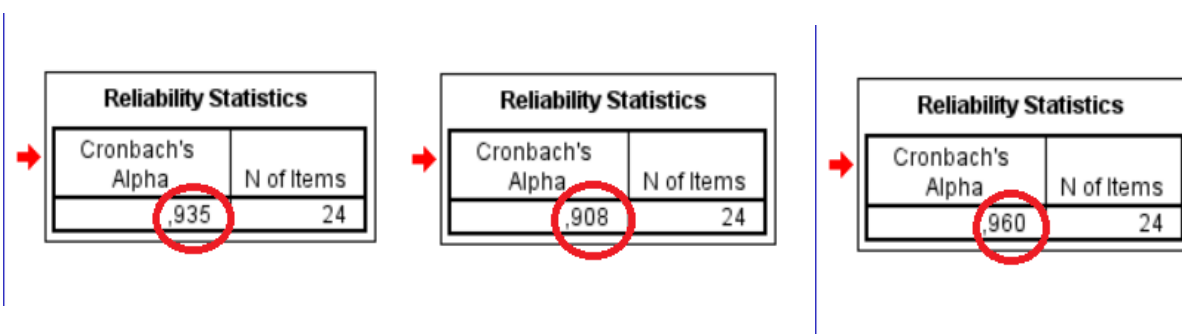 Reliability Statistics
Cronbach's
Alpha
N of Items
,935
24
Reliability Statistics
Cronbach's
Alpha
N of Items
,908
24
Reliability Statistics
Cronbach's
Alpha
N of Items
,960
24